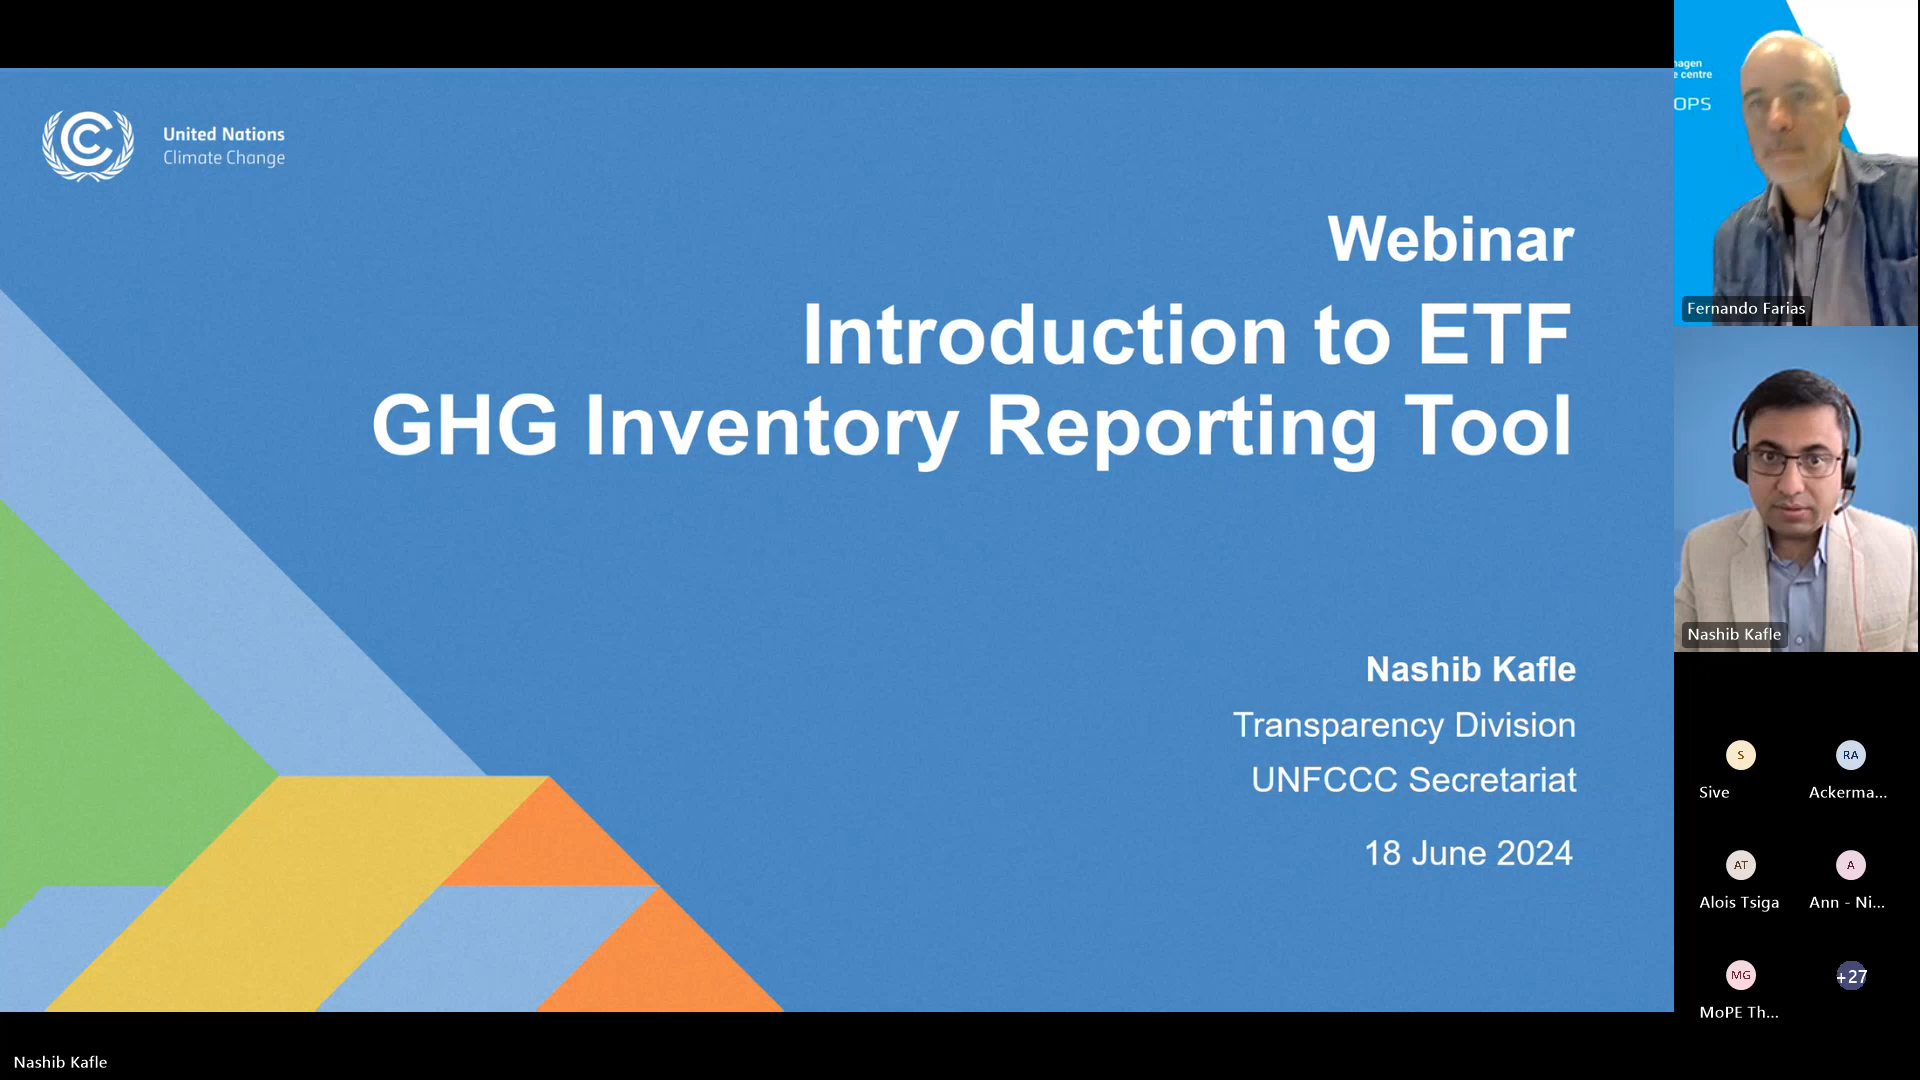 United Nations
Climate Change
Webinar
Introduction to ETF
GHG Inventory Reporting Tool
Nashib Kafle
Transparency Division
UNFCCC Secretariat
18 June 2024
hagen
e centre
OPS
Fernando Farias
Nashib Kafle
S
RA
Sive
Ackerma...
AT
A
Alois Tsiga
Ann - Ni...
MG
+27
MoPE Th...
Nashib Kafle